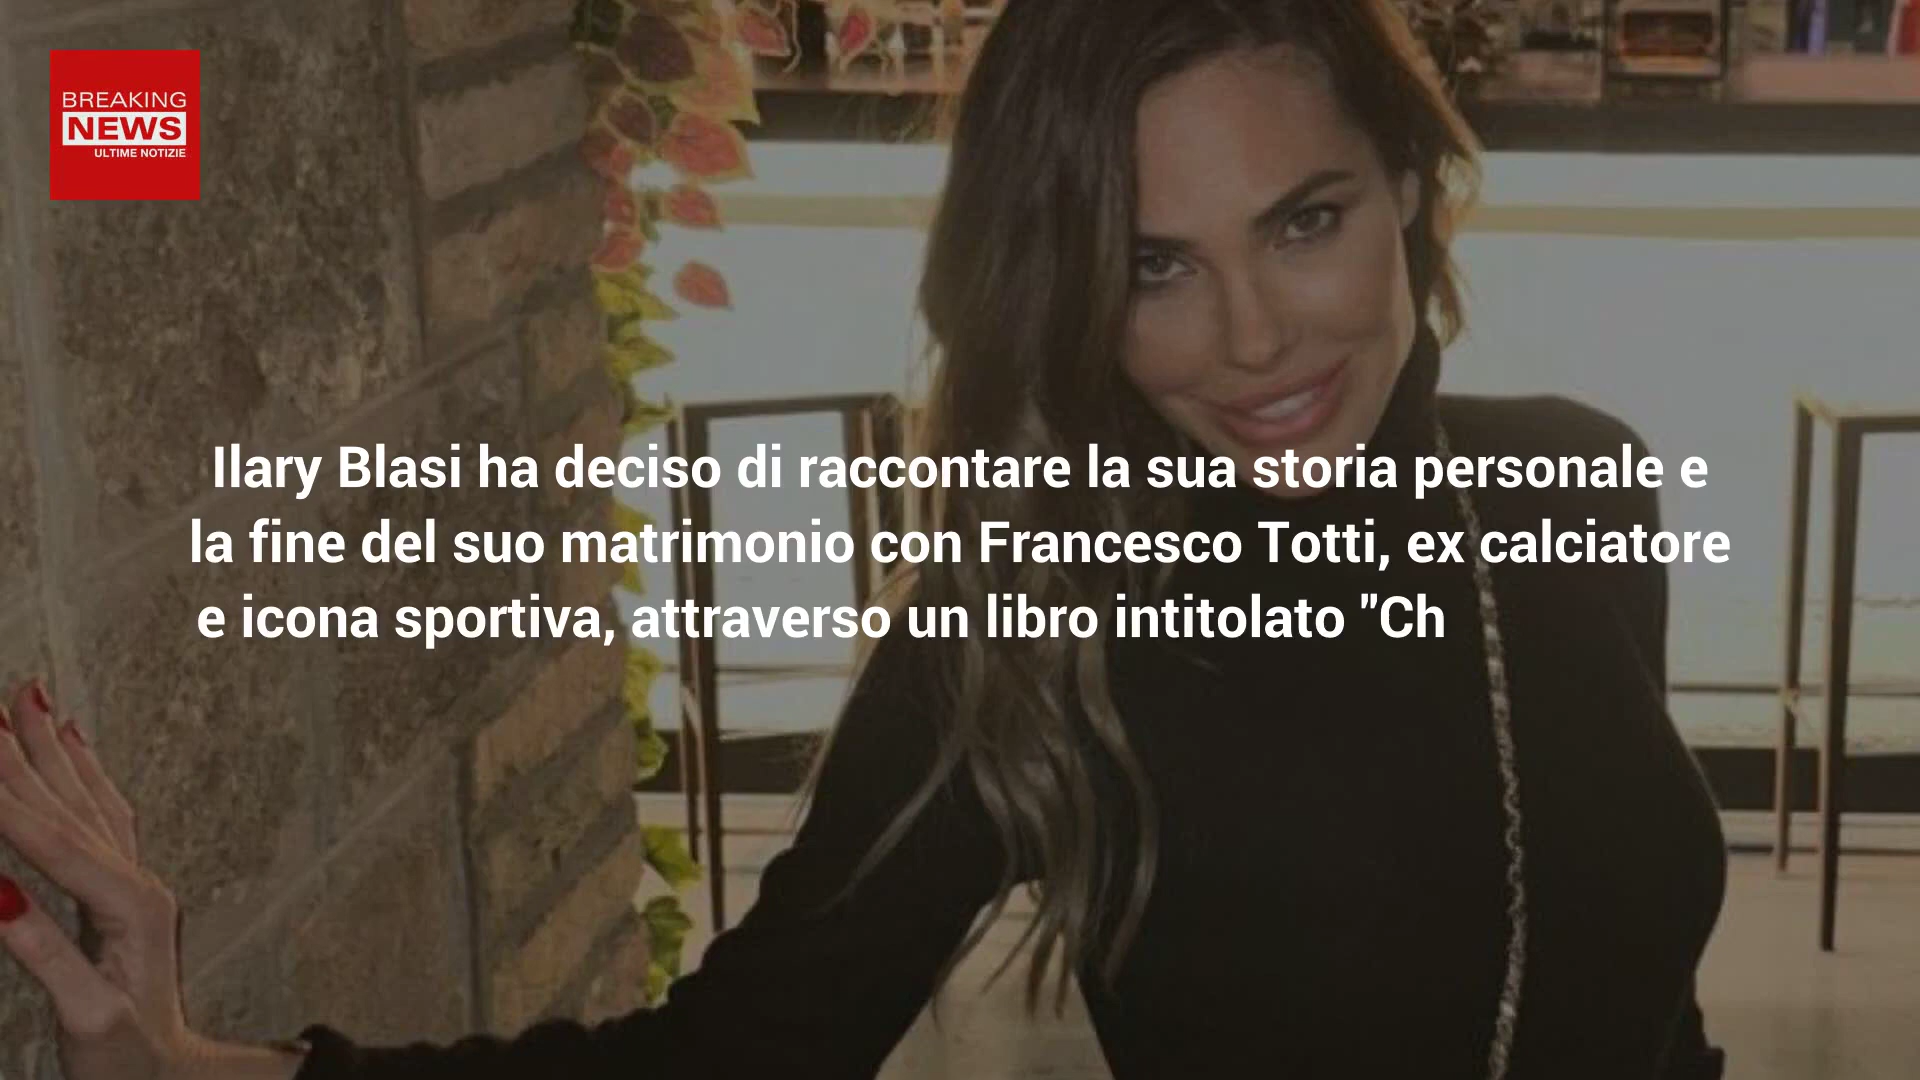 BREAKING
NEWS
ULTIME NOTIZIE
Ilary Blasi ha deciso di raccontare la sua storia personale e
la fine del suo matrimonio con Francesco Totti, ex calciatore
e icona sportiva, attraverso un libro intitolato "Ch